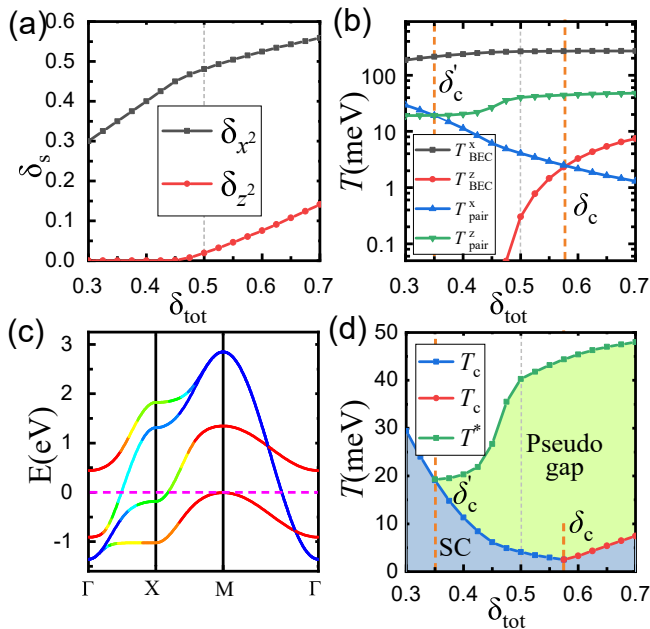 (a)
0.6
0.5
0.4
0.3
0.2
0.1
0.0
δs
δx²
δz²
0.3 0.4 0.5 0.6 0.7
δtot
(b)
100
10
1
0.1
T(meV)
δ'c
T x BEC
T z BEC
T x pair
T z pair
δc
0.3 0.4 0.5 0.6 0.7
δtot
(c)
3
2
1
0
-1
E(eV)
Γ X M Γ
(d)
50
40
30
20
10
0
T(meV)
Tc
Tc
T*
Pseudo
gap
δ'c
δc
SC
0.3 0.4 0.5 0.6 0.7
δtot